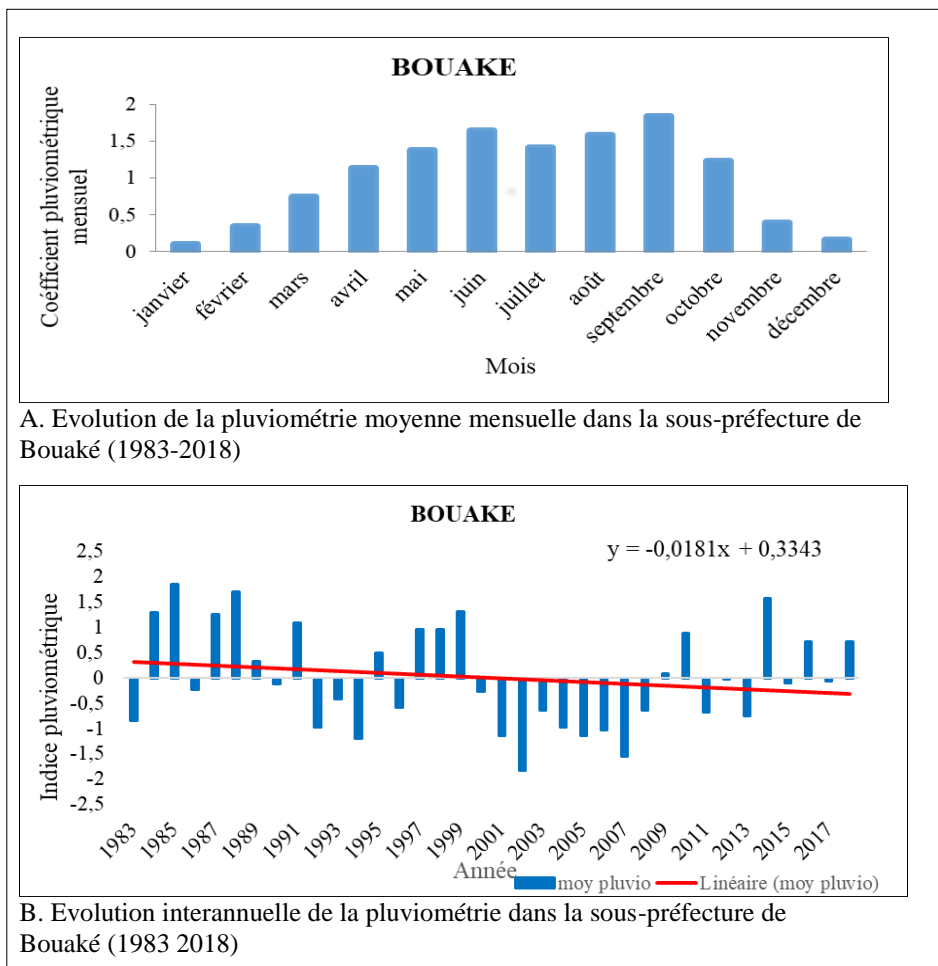 BOUAKE
Coéfficient pluviométrique
mensuel
2
1,5
1
0,5
0
janvier
février
mars
avril
mai
juin
juillet
août
septembre
octobre
novembre
décembre
Mois
A. Evolution de la pluviométrie moyenne mensuelle dans la sous-préfecture de
Bouaké (1983-2018)
BOUAKE
y = -0,0181x + 0,3343
Indice pluviométrique
2,5
2
1,5
1
0,5
0
-0,5
-1
-1,5
-2
-2,5
1983
1985
1987
1989
1991
1993
1995
1997
1999
2001
2003
2005
2007
2009
2011
2013
2015
2017
Année
moy pluvio
Linéaire (moy pluvio)
B. Evolution interannuelle de la pluviométrie dans la sous-préfecture de
Bouaké (1983 2018)